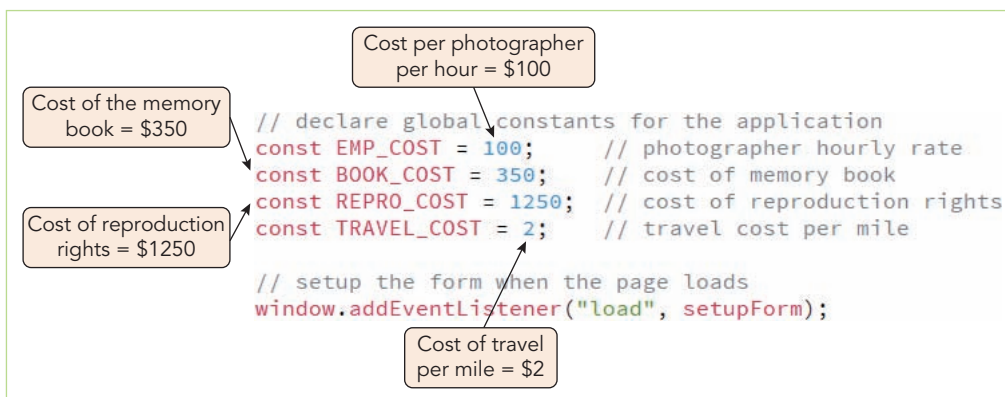 Cost per photographer
per hour = $100
Cost of the memory
book = $350
// declare global constants for the application
const EMP_COST = 100;      // photographer hourly rate
const BOOK_COST = 350;     // cost of memory book
const REPRO_COST = 1250;  // cost of reproduction rights
const TRAVEL_COST = 2;     // travel cost per mile
Cost of reproduction
rights = $1250
// setup the form when the page loads
window.addEventListener("load", setupForm);
Cost of travel
per mile = $2